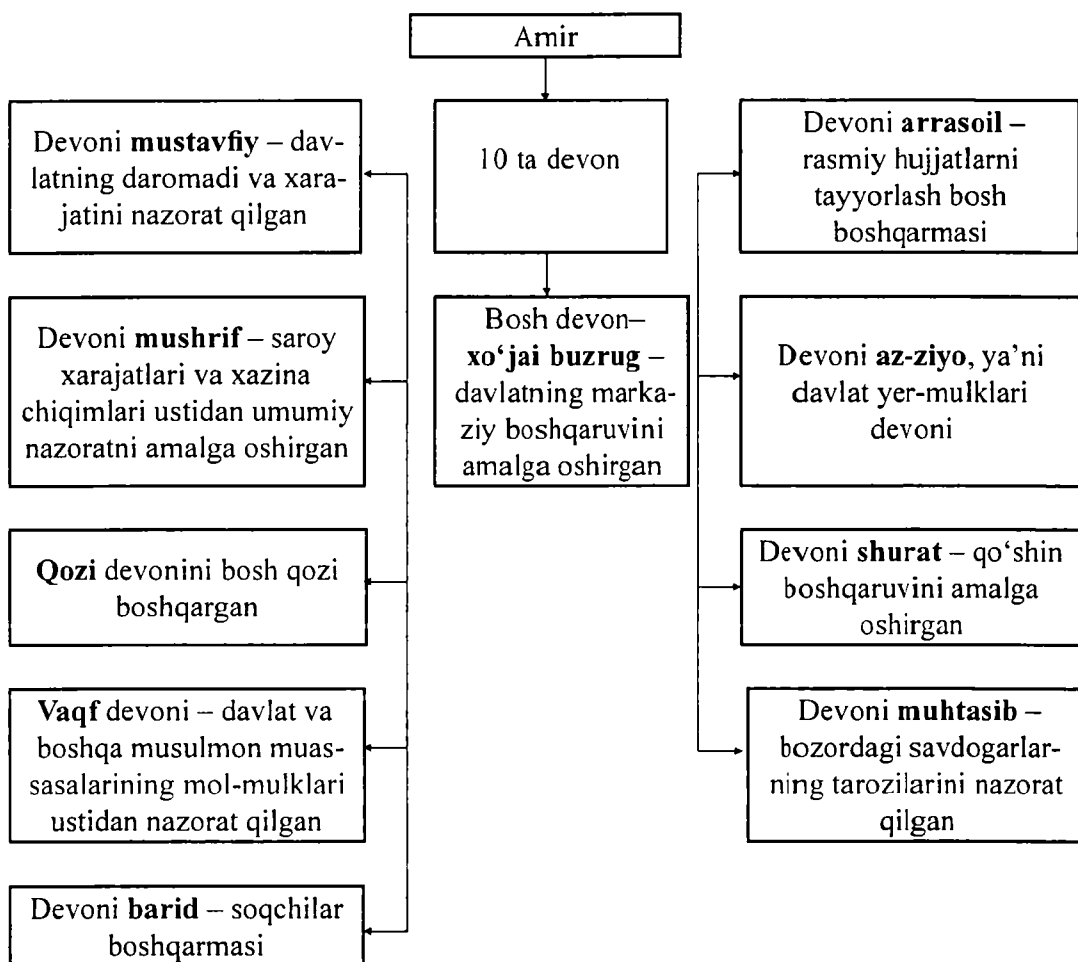 Amir
10 ta devon
Bosh devon–
xo‘jai buzrug –
davlatning marka-
ziy boshqaruvini
amalga oshirgan
Devoni mustavfiy – dav-
latning daromadi va xara-
jatini nazorat qilgan
Devoni mushrif – saroy
xarajatlari va xazina
chiqimlari ustidan umumiy
nazoratni amalga oshirgan
Qozi devonini bosh qozi
boshqargan
Vaqf devoni – davlat va
boshqa musulmon muas-
sasalarining mol-mulklari
ustidan nazorat qilgan
Devoni barid – soqchilar
boshqarmasi
Devoni arrasoil –
rasmiy hujjatlarni
tayyorlash bosh
boshqarmasi
Devoni az-ziyo, ya’ni
davlat yer-mulklari
devoni
Devoni shurat – qo‘shin
boshqaruvini amalga
oshirgan
Devoni muhtasib –
bozordagi savdogarlar-
ning tarozilarini nazorat
qilgan